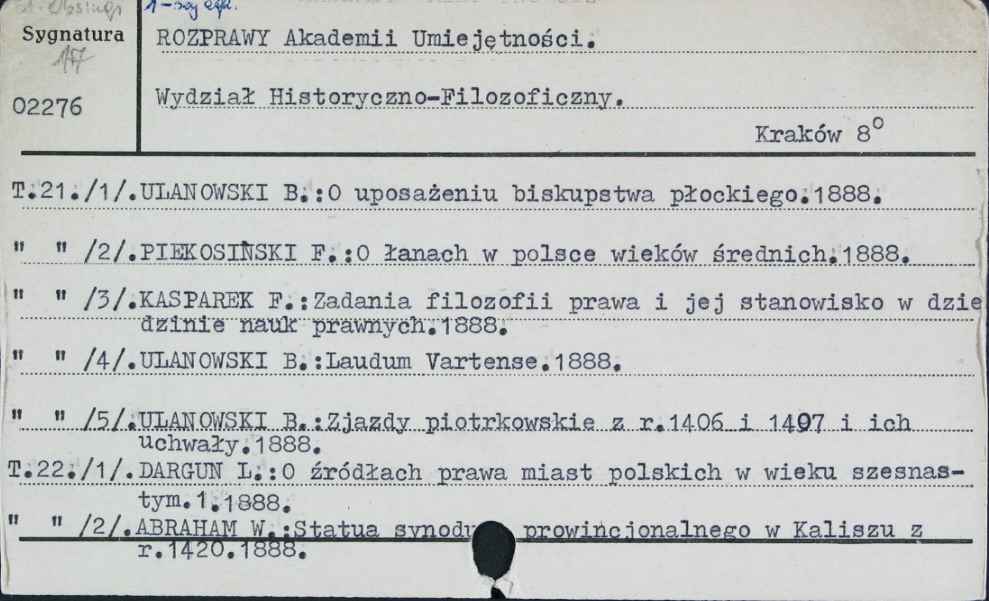 Sygnatura
02276
ROZPRAWY Akademii Umiejętności.
Wydział Historyczno-Filozoficzny.
Kraków 8°
T.21./1/.ULANOWSKI B.:O uposażeniu biskupstwa płockiego.1888.
" " /2/.PIEKOSIŃSKI F.:O łanach w polsce wieków średnich.1888.
" " /3/.KASPAREK F.:Zadania filozofii prawa i jej stanowisko w dzie
dzinie nauk prawnych.1888.
" " /4/.ULANOWSKI B.:Laudum Vartense.1888.
" " /5/.ULANOWSKI B.:Zjazdy piotrkowskie z r.1406 i 1407 i ich
uchwały.1888.
T.22./1/.DARGUN L.:O źródłach prawa miast polskich w wieku szesnas-
tym.1.1888.
" " /2/.ABRAHAM W.:Statua synodu prowincjonalnego w Kaliszu z
r.1420.1888.